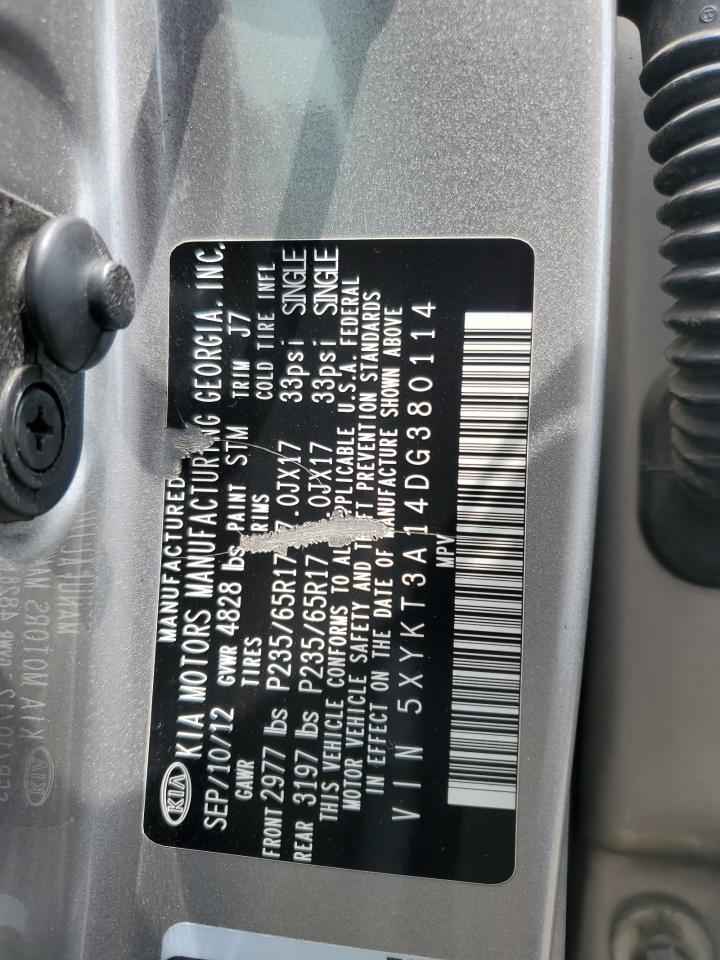 MANUFACTURED
KIA KIA MOTORS MANUFACTURING GEORGIA, INC.
SEP/10/12 GVWR 4828 lbs PAINT STM TRIM J7
GAWR TIRES RIMS COLD TIRE INFL
FRONT 2977 lbs P235/65R17 7.0JX17 33psi SINGLE
REAR 3197 lbs P235/65R17 7.0JX17 33psi SINGLE
THIS VEHICLE CONFORMS TO ALL APPLICABLE U.S.A. FEDERAL
MOTOR VEHICLE SAFETY AND THEFT PREVENTION STANDARDS
IN EFFECT ON THE DATE OF MANUFACTURE SHOWN ABOVE
VIN 5XYKT3A14DG380114
MPV